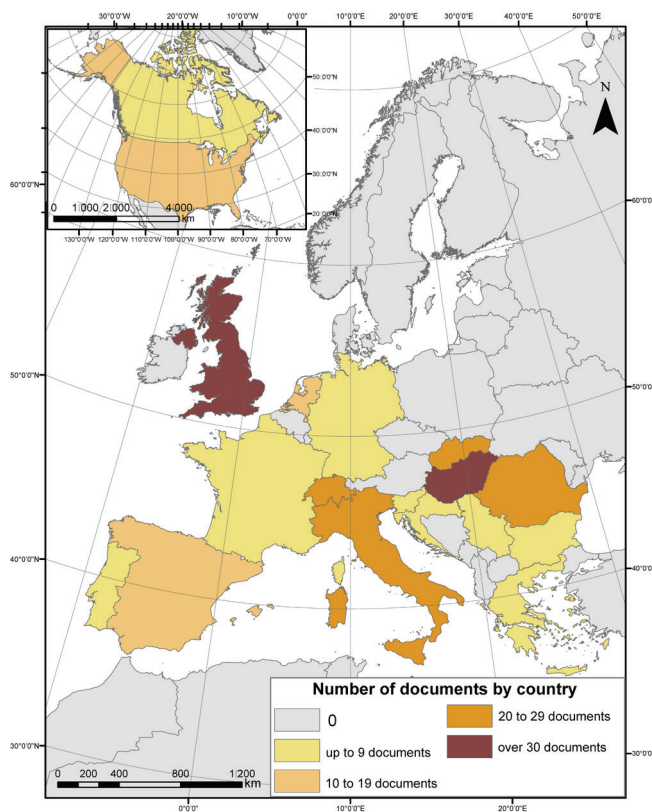 30°0'0"W
20°0'0"W
10°0'0"W
0°0'0"
10°0'0"E
20°0'0"E
30°0'0"E
40°0'0"E
50°0'0"E
50°0'0"N
40°0'0"N
30°0'0"N
20°0'0"N
0 1 000 2 000 4 000
km
130°0'0"W 110°0'0"W 100°0'0"W 90°0'0"W 80°0'0"W 70°0'0"W
N
60°0'0"N
60°0'0"N
50°0'0"N
50°0'0"N
40°0'0"N
40°0'0"N
30°0'0"N
30°0'0"N
Number of documents by country
0
up to 9 documents
10 to 19 documents
20 to 29 documents
over 30 documents
0 200 400 800 1 200
km
0°0'0"
10°0'0"E
20°0'0"E